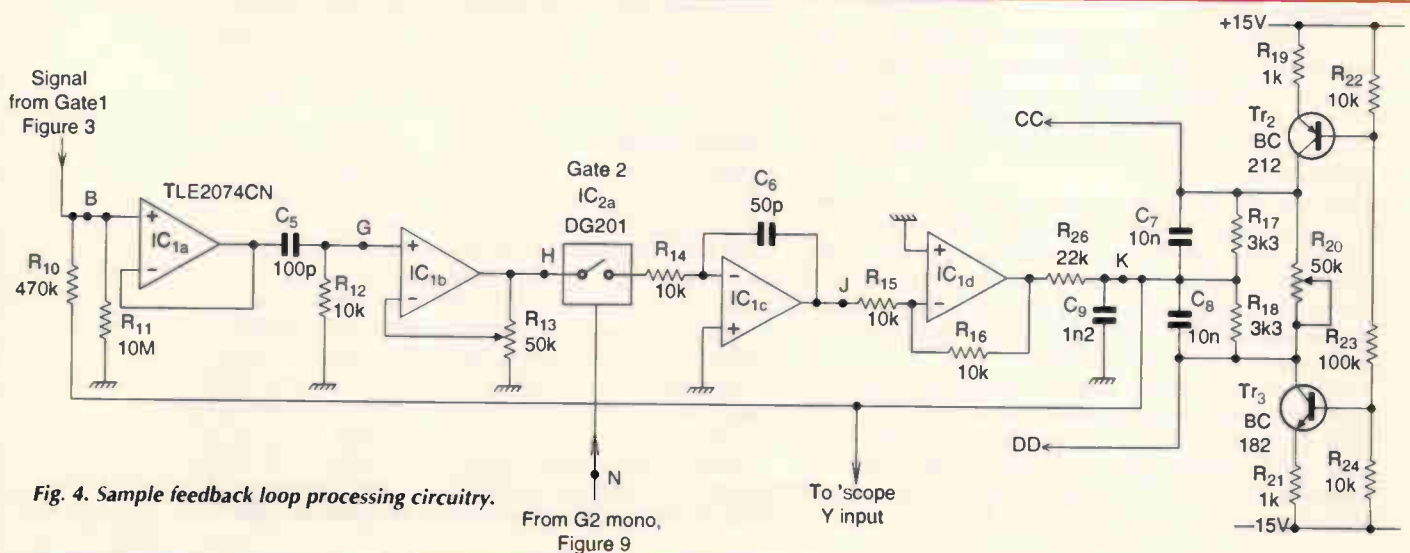 Signal
from Gate1
Figure 3
B
TLE2074CN
IC1a
R10
470k
R11
10M
C5
100p
G
R12
10k
IC1b
H
R13
50k
Gate 2
IC2a
DG201
N
From G2 mono,
Figure 9
R14
10k
C6
50p
IC1c
J
R15
10k
IC1d
R16
10k
R26
22k
K
C9
1n2
To 'scope
Y input
CC
DD
C7
10n
C8
10n
R17
3k3
R18
3k3
+15V
R19
1k
R22
10k
Tr2
BC
212
R20
50k
R23
100k
Tr3
BC
182
R21
1k
R24
10k
—15V
Fig. 4. Sample feedback loop processing circuitry.